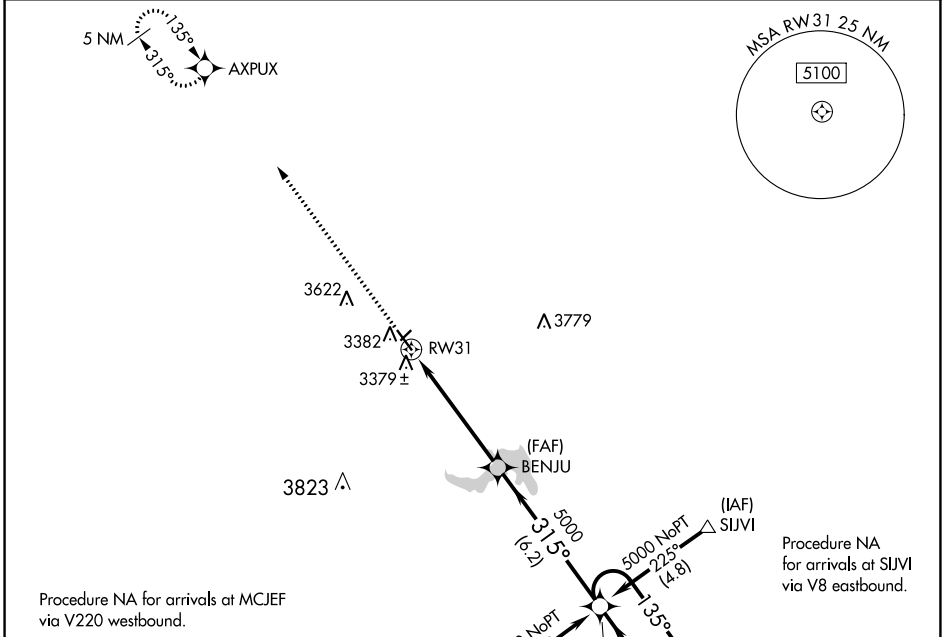 5 NM
135°
315°
AXPUX
MSA RW31 25 NM
5100
3622
3779
3382
RW31
3379 ±
(FAF)
BENJU
3823
5000
315°
(6.2)
(IAF)
SIJVI
5000 NoPT
225°
(4.8)
135°
Procedure NA
for arrivals at SIJVI
via V8 eastbound.
Procedure NA for arrivals at MCJEF
via V220 westbound.
NoPT